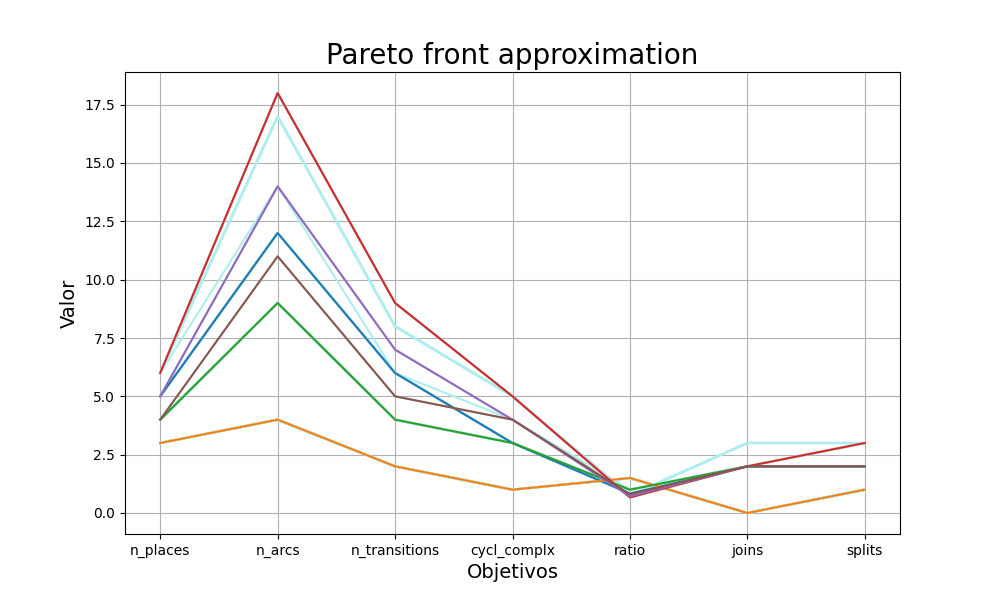 Pareto front approximation
Valor
17.5
15.0
12.5
10.0
7.5
5.0
2.5
0.0
n_places n_arcs n_transitions cycl_complx ratio joins splits
Objetivos